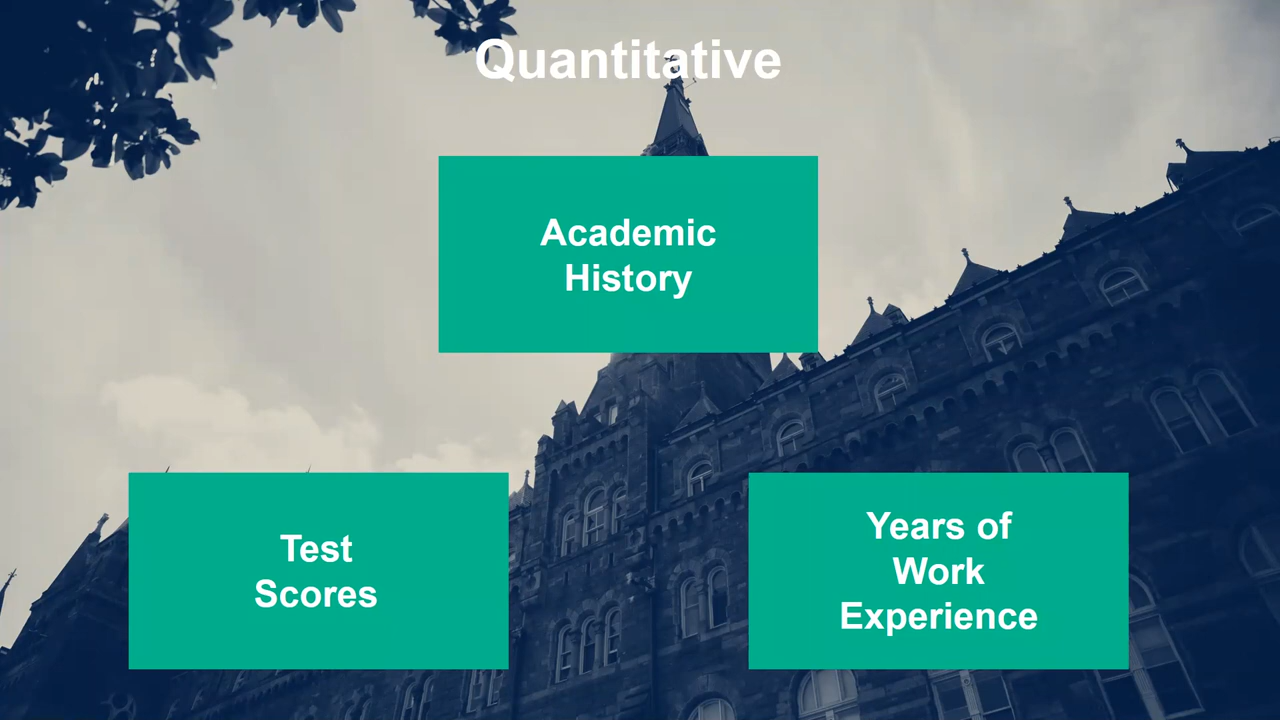 Quantitative
Academic
History
Test
Scores
Years of
Work
Experience